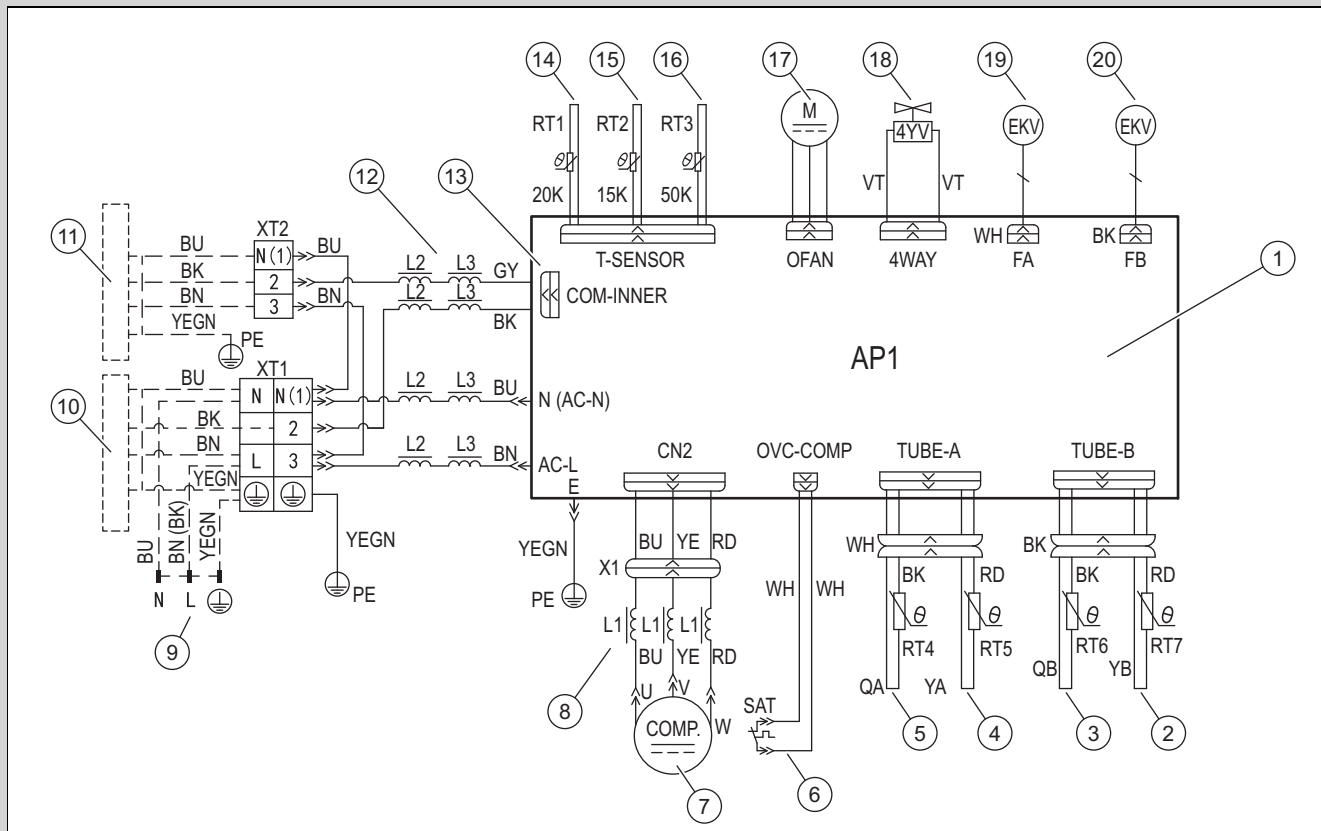 14 15 16 17 18 19 20
RT1 RT2 RT3 M 4YV EKV EKV
θ θ θ
20K 15K 50K VT VT
12 13
11
XT2
BU N(1) BU
BK 2
BN 3 BN
YEGN
PE
L2 L3 GY
L2 L3
BK
WH BK
T-SENSOR OFAN 4WAY FA FB
COM-INNER
1
AP1
XT1
10
BU N N(1)
BK 2
BN L 3
YEGN
L2 L3 BU N (AC-N)
L2 L3 BN AC-L
E
CN2 OVC-COMP TUBE-A TUBE-B
BU BN (BK) YEGN
N L
9
YEGN
PE
YEGN
PE
BU YE RD
X1
L1 L1 L1
BU YE RD
8
U V W
COMP.
7
WH WH
SAT
6
WH BK
BK RD BK RD
θ θ θ θ
RT4 RT5 RT6 RT7
QA YA QB YB
5 4 3 2